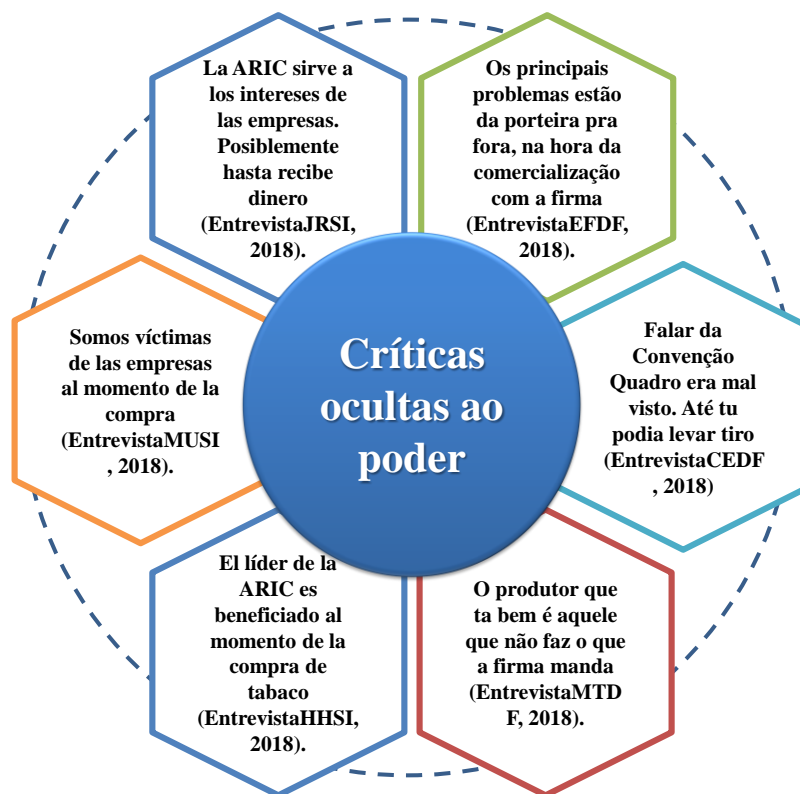 La ARIC sirve a
los intereses de
las empresas.
Posiblemente
hasta recibe
dinero
(EntrevistaJRSI,
2018).
Os principais
problemas estão
da porteira pra
fora, na hora da
comercialização
com a firma
(EntrevistaEFDF,
2018).
Somos víctimas
de las empresas
al momento de la
compra
(EntrevistaMUSI
, 2018).
Críticas
ocultas ao
poder
Falar da
Convenção
Quadro era mal
visto. Até tu
podia levar tiro
(EntrevistaCEDF
, 2018)
El líder de la
ARIC es
beneficiado al
momento de la
compra de
tabaco
(EntrevistaHHSI,
2018).
O produtor que
ta bem é aquele
que não faz o que
a firma manda
(EntrevistaMTD
F, 2018).